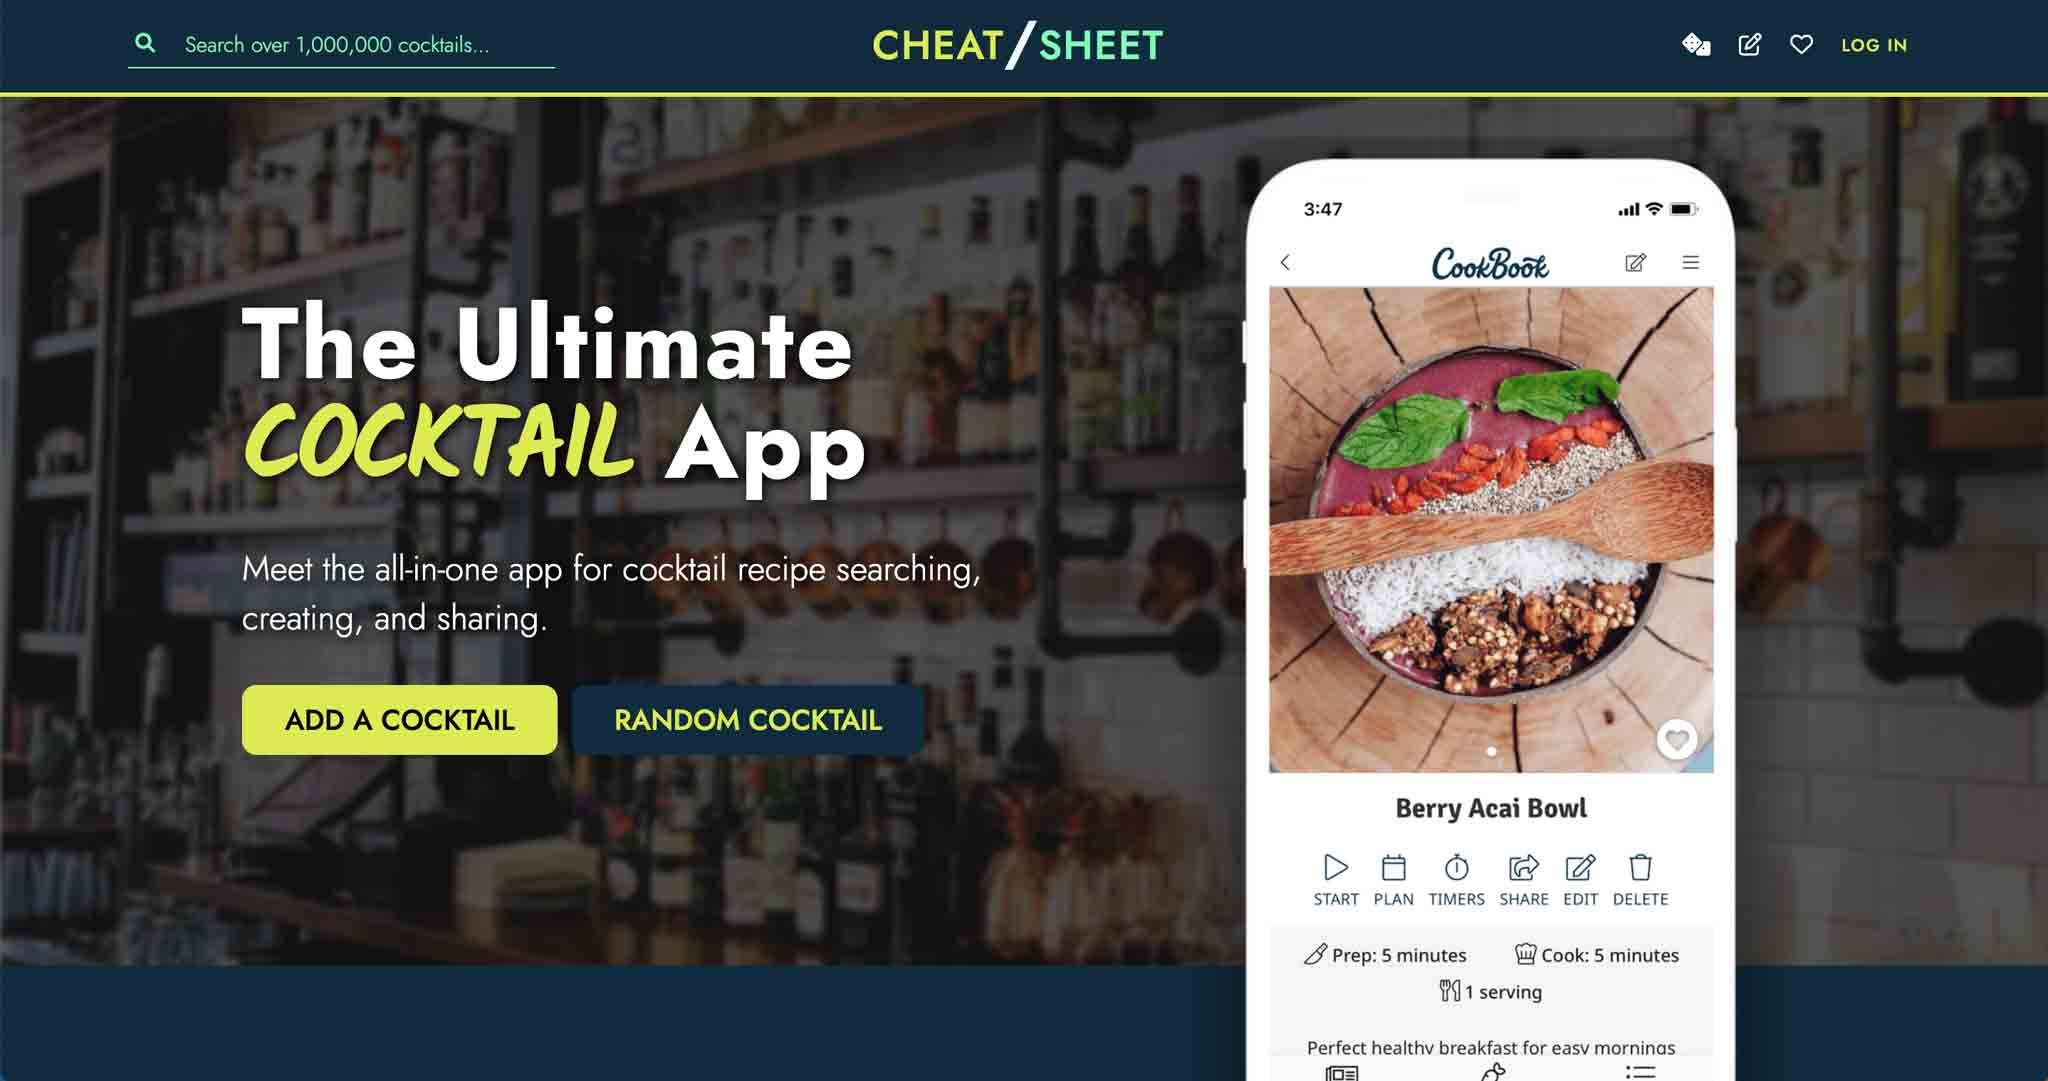 Search over 1,000,000 cocktails...
CHEAT/SHEET
LOG IN
The Ultimate
COCKTAIL App
Meet the all-in-one app for cocktail recipe searching,
creating, and sharing.
ADD A COCKTAIL
RANDOM COCKTAIL
3:47
CookBook
Berry Acai Bowl
START PLAN TIMERS SHARE EDIT DELETE
Prep: 5 minutes
Cook: 5 minutes
1 serving
Perfect healthy breakfast for easy mornings